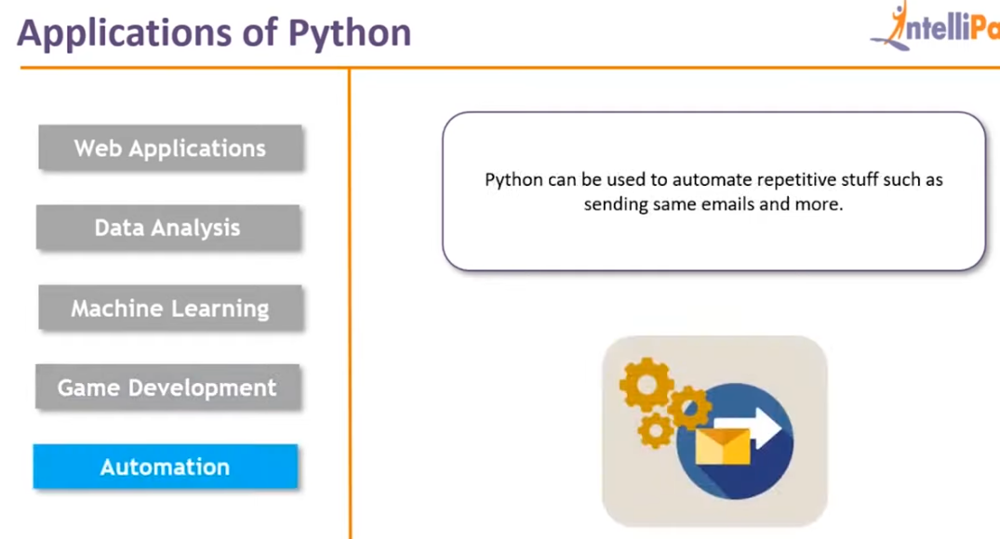 Applications of Python
IntelliPa
Web Applications
Data Analysis
Machine Learning
Game Development
Automation
Python can be used to automate repetitive stuff such as
sending same emails and more.